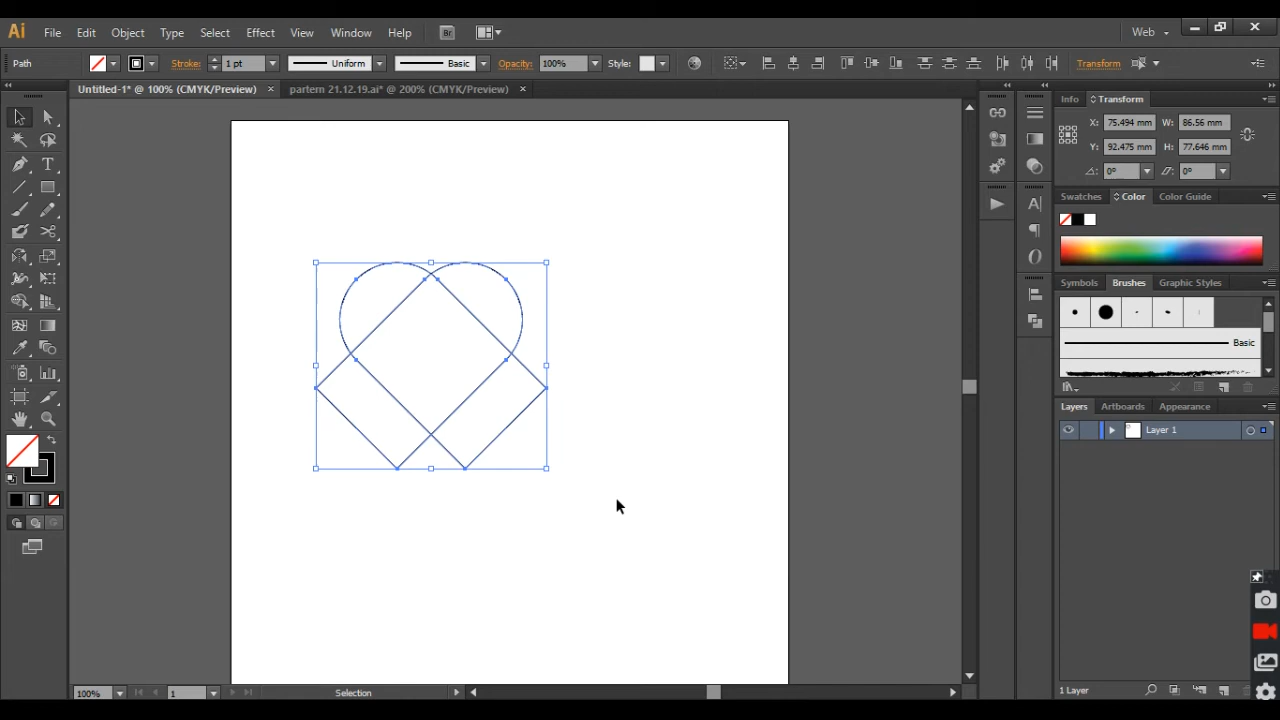 Ai File Edit Object Type Select Effect View Window Help Br Web
Path Stroke: 1 pt Uniform Basic Opacity: 100% Style: Transform
Untitled-1* @ 100% (CMYK/Preview) × partern 21.12.19.ai* @ 200% (CMYK/Preview) ×
Info Transform
X: 75.494 mm W: 86.56 mm
Y: 92.475 mm H: 77.646 mm
0° 0°
Swatches Color Color Guide
Symbols Brushes Graphic Styles
Basic
Layers Artboards Appearance
Layer 1
1 Layer
100% 1 Selection